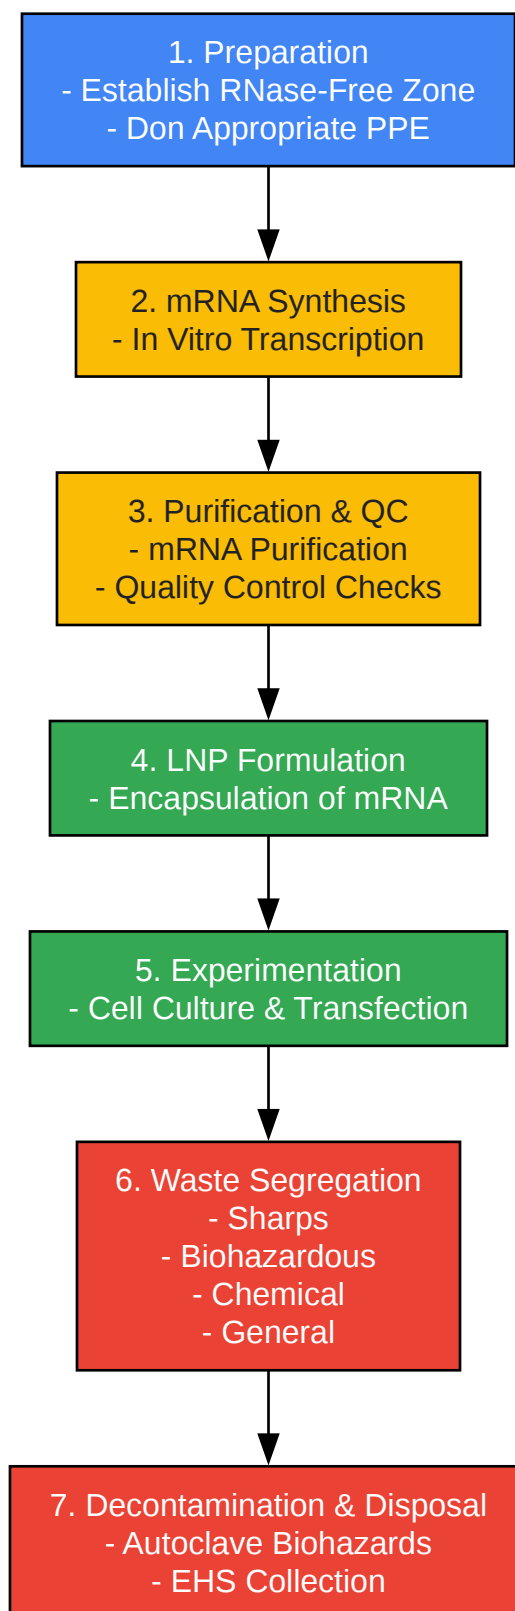 1. Preparation
- Establish RNase-Free Zone
- Don Appropriate PPE
2. mRNA Synthesis
- In Vitro Transcription
3. Purification & QC
- mRNA Purification
- Quality Control Checks
4. LNP Formulation
- Encapsulation of mRNA
5. Experimentation
- Cell Culture & Transfection
6. Waste Segregation
- Sharps
- Biohazardous
- Chemical
- General
7. Decontamination & Disposal
- Autoclave Biohazards
- EHS Collection